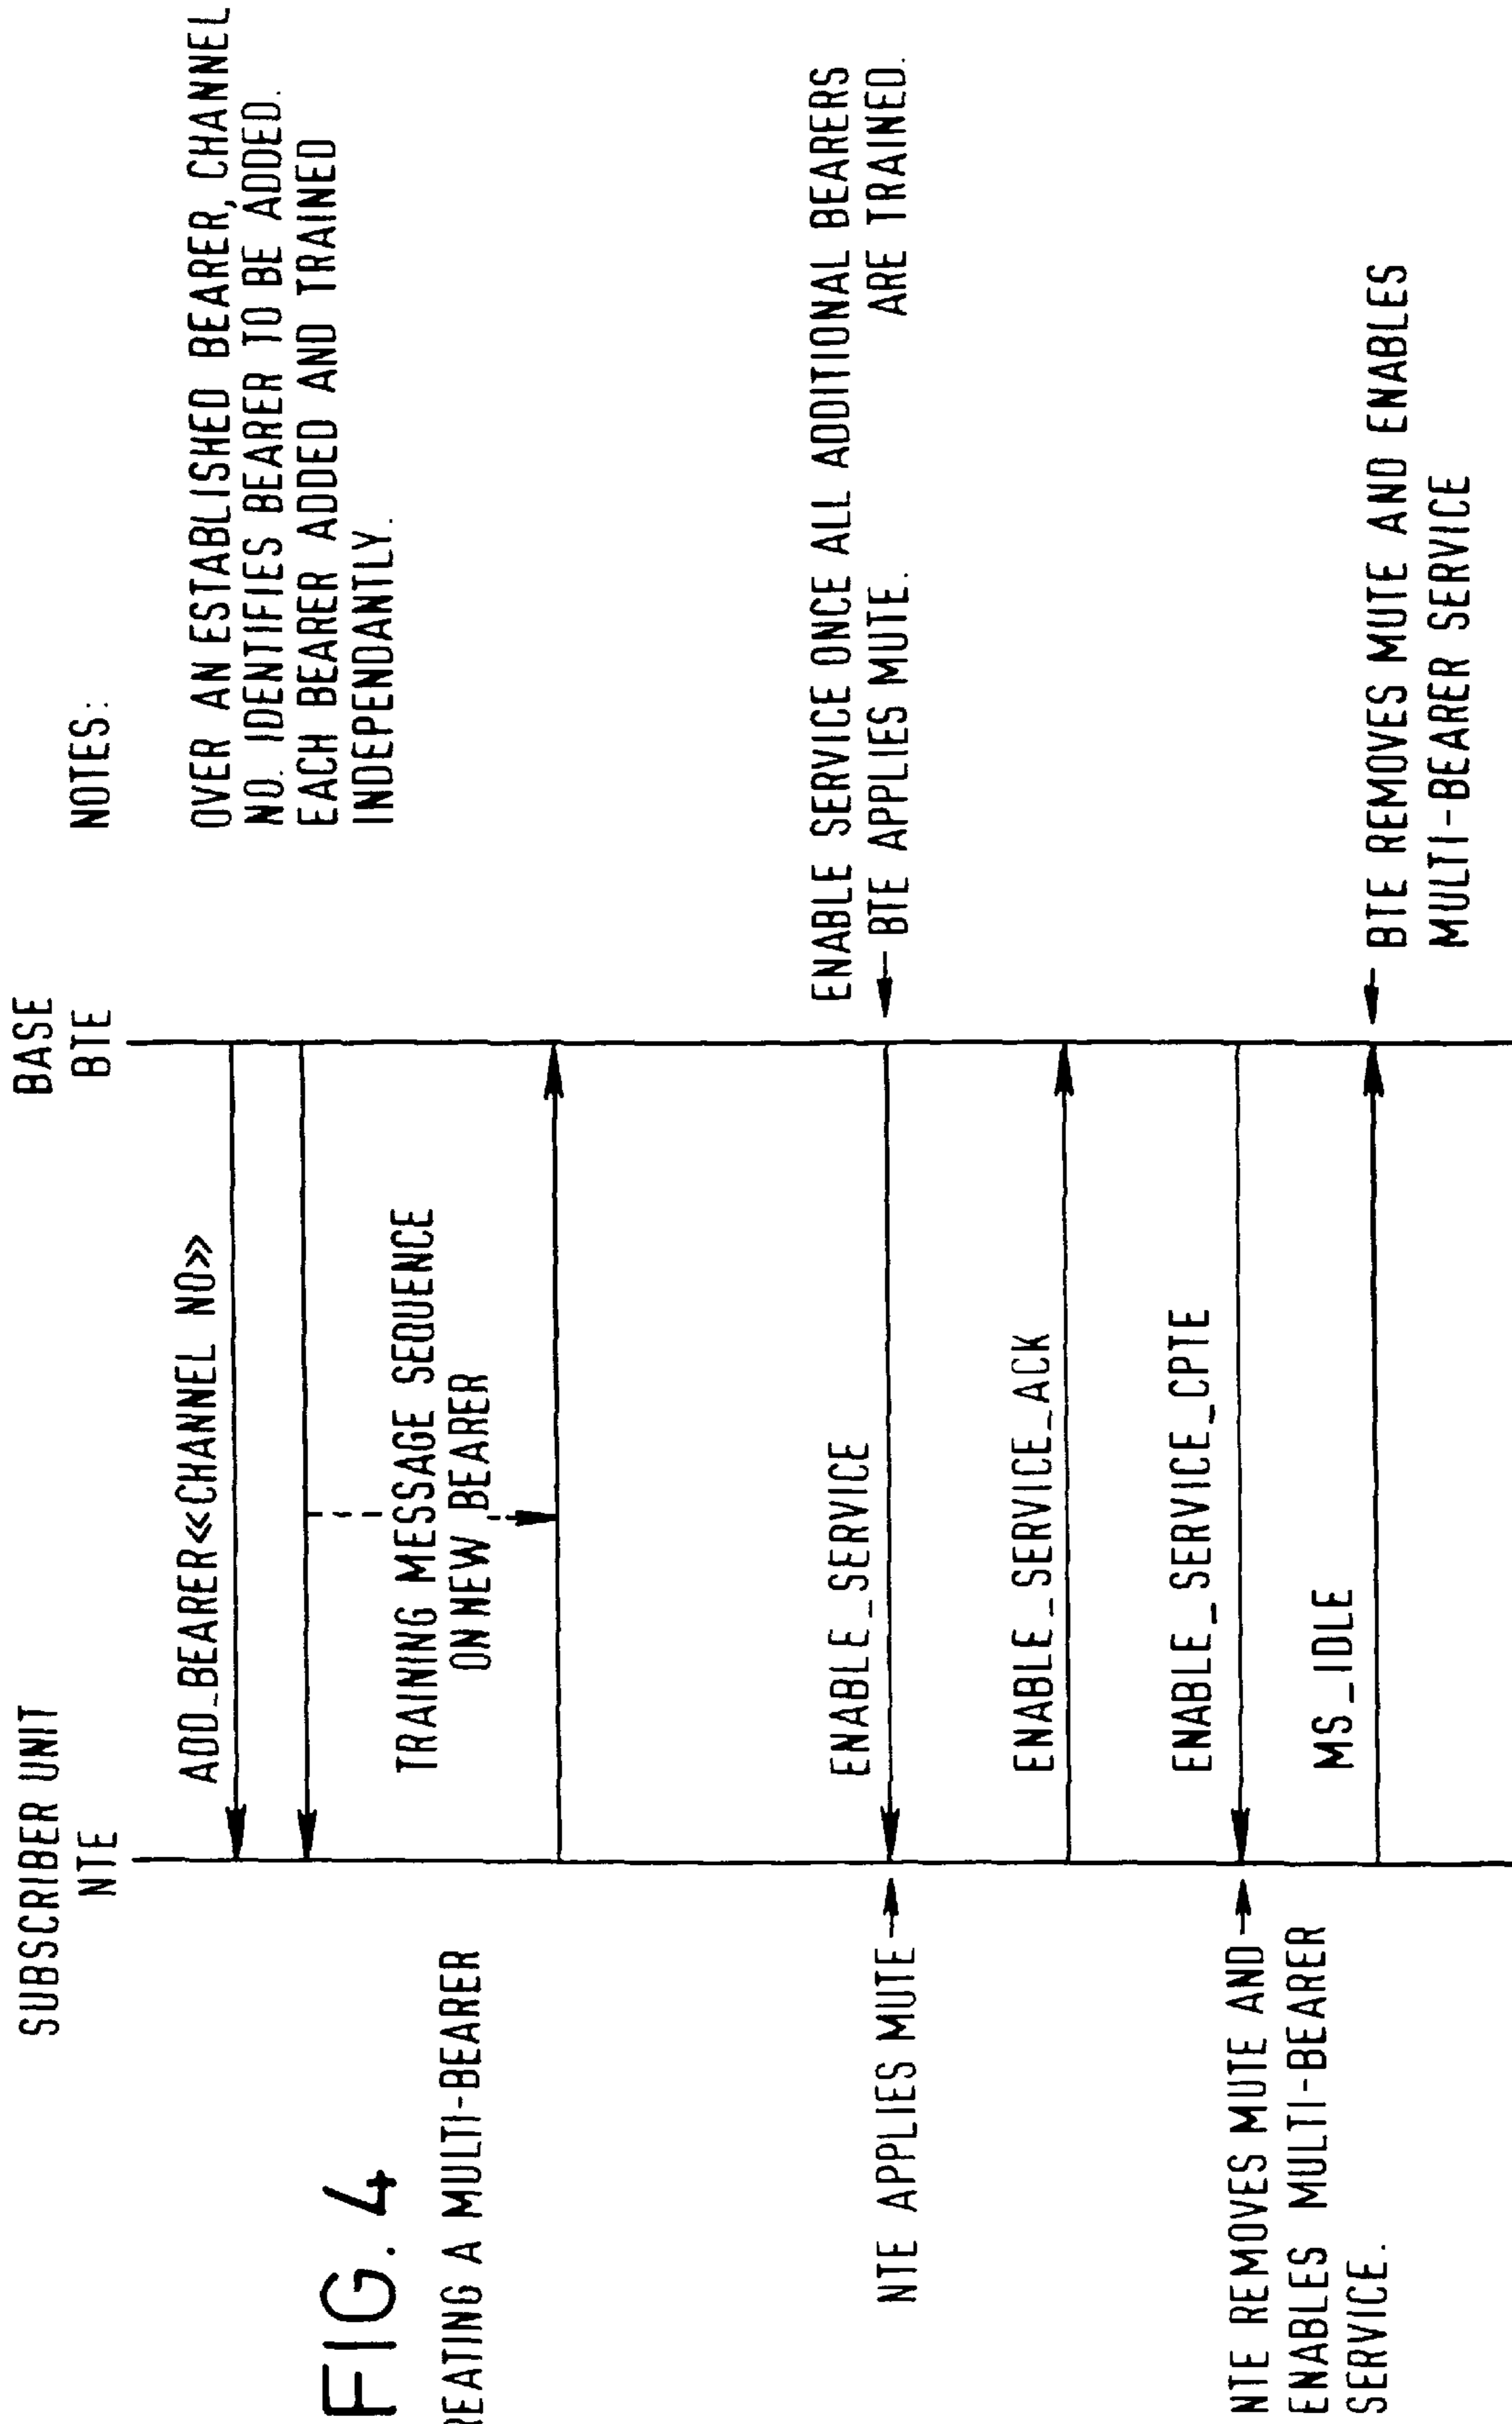 FIG. 4
REATING A MULTI-BEARER
SUBSCRIBER UNIT
NTE
BASE
BTE
NOTES:
ADD_BEARER<<CHANNEL NO>>
OVER AN ESTABLISHED BEARER, CHANNEL
NO. IDENTIFIES BEARER TO BE ADDED.
EACH BEARER ADDED AND TRAINED
INDEPENDANTLY.
TRAINING MESSAGE SEQUENCE
ON NEW BEARER
ENABLE SERVICE ONCE ALL ADDITIONAL BEARERS
BTE APPLIES MUTE. ARE TRAINED.
ENABLE_SERVICE
NTE APPLIES MUTE
ENABLE_SERVICE_ACK
ENABLE_SERVICE_CPTE
NTE REMOVES MUTE AND
ENABLES MULTI-BEARER
SERVICE.
MS_IDLE
BTE REMOVES MUTE AND ENABLES
MULTI-BEARER SERVICE